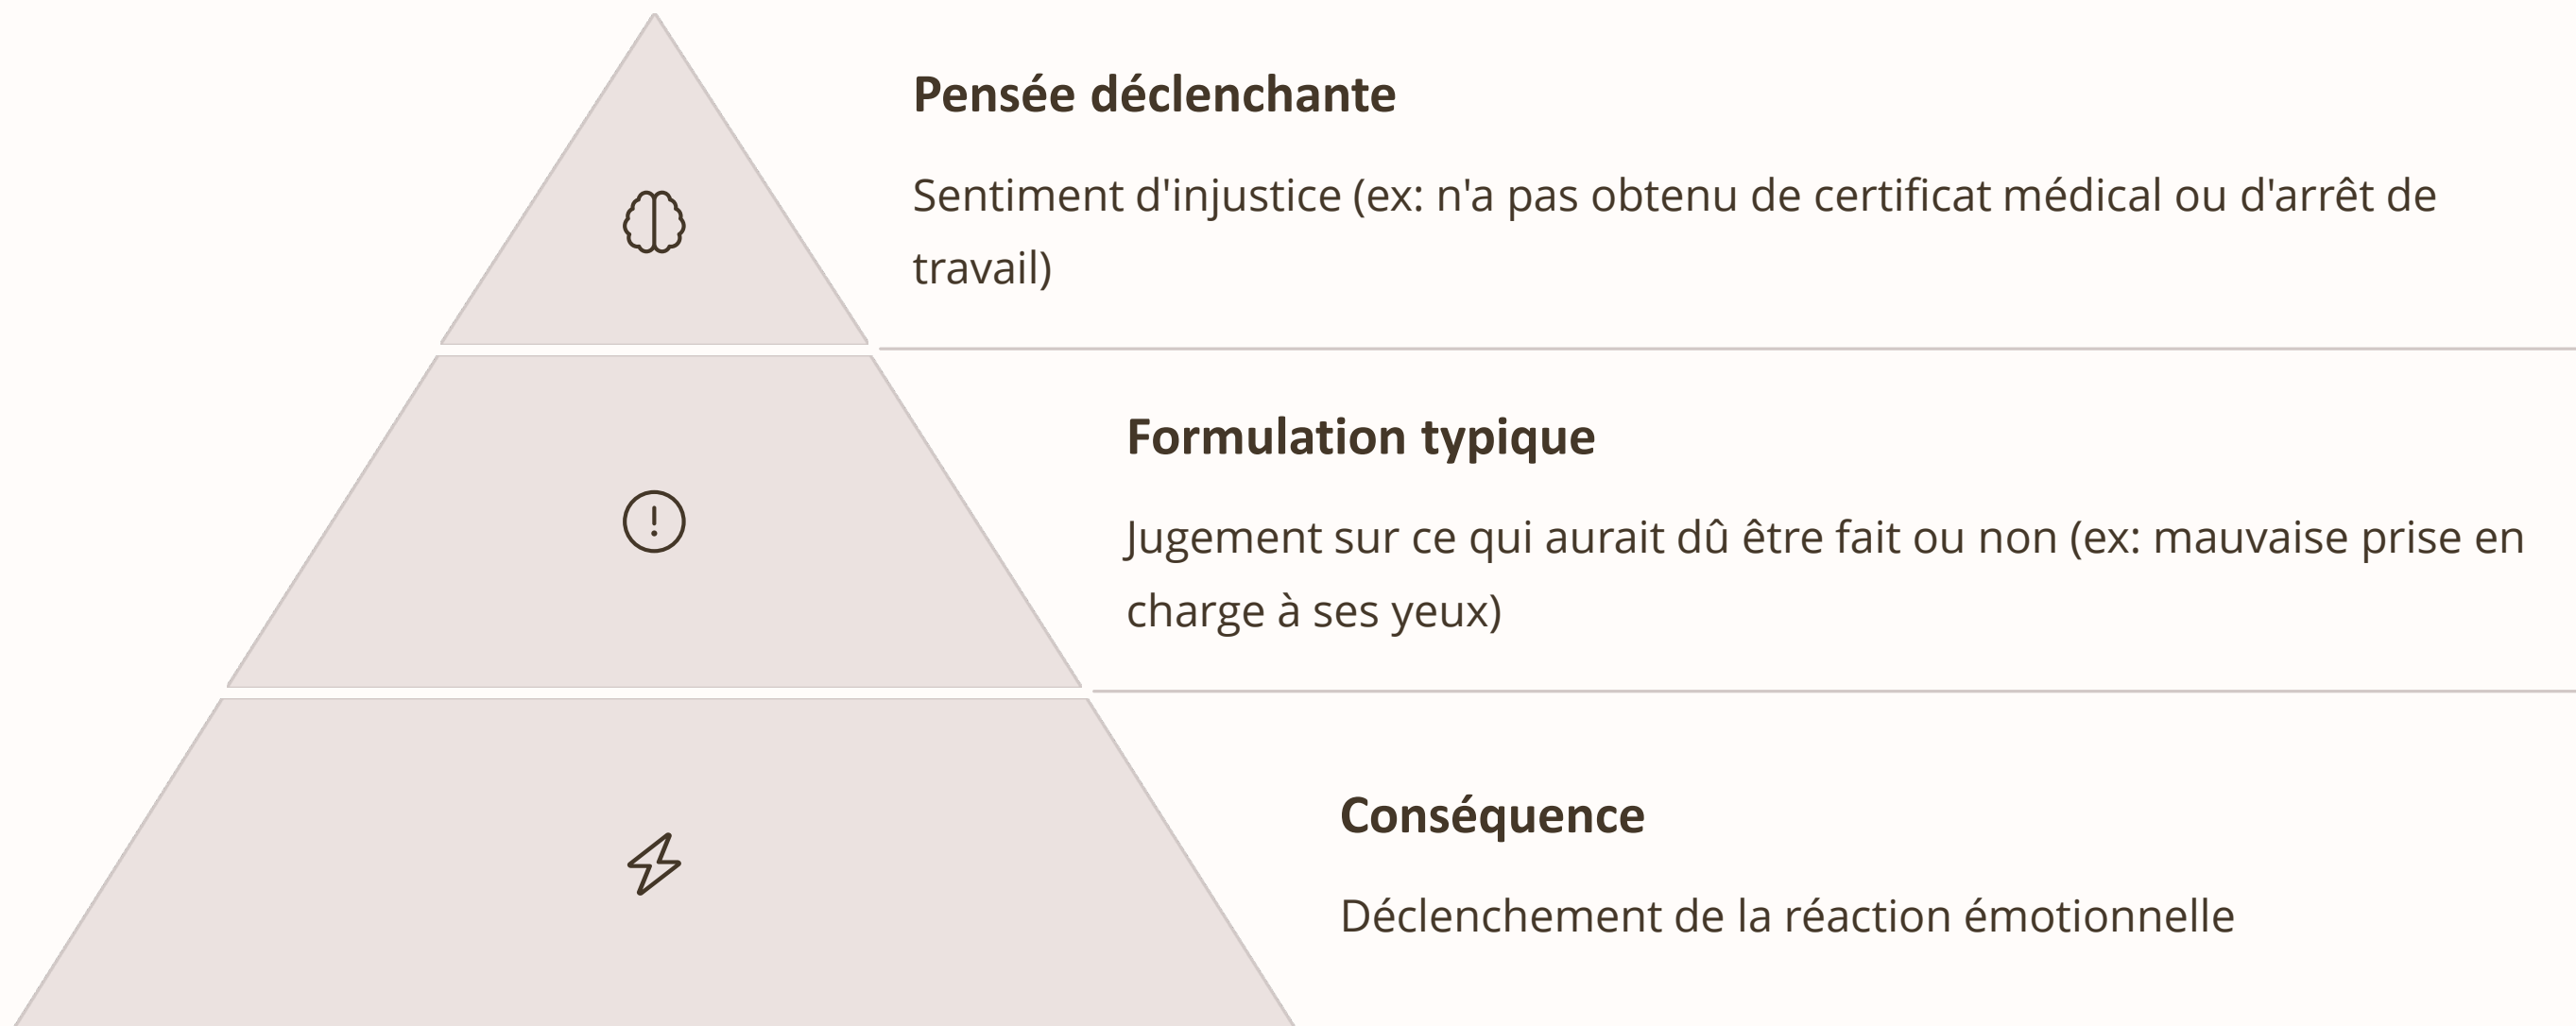 Pensée déclenchante
Sentiment d'injustice (ex: n'a pas obtenu de certificat médical ou d'arrêt de
travail)
Formulation typique
Jugement sur ce qui aurait dû être fait ou non (ex: mauvaise prise en
charge à ses yeux)
Conséquence
Déclenchement de la réaction émotionnelle